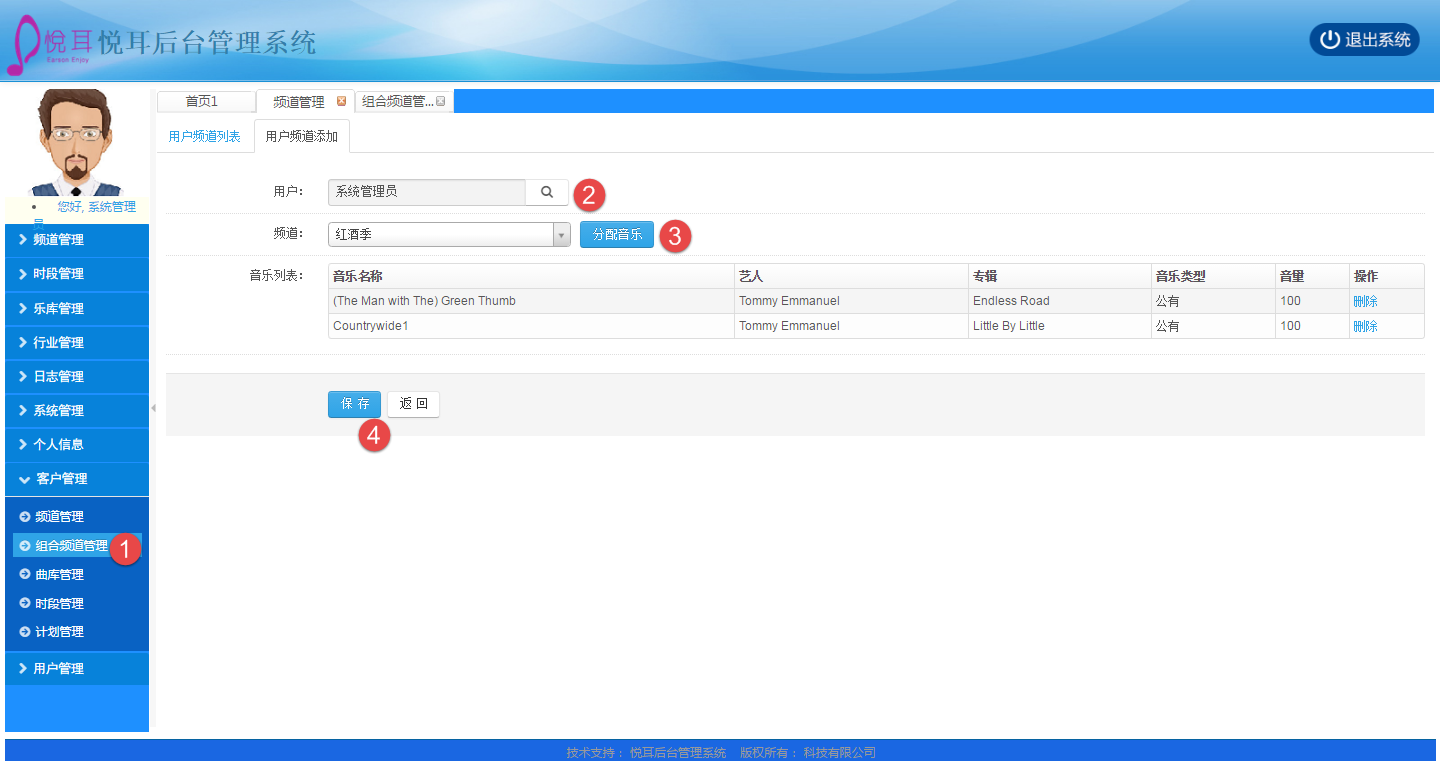 悦耳 悦耳后台管理系统
Earson Enjoy
退出系统
首页1 频道管理 组合频道管...
用户频道列表 用户频道添加
您好, 系统管理
员
频道管理
时段管理
乐库管理
行业管理
日志管理
系统管理
个人信息
客户管理
频道管理
组合频道管理 1
曲库管理
时段管理
计划管理
用户管理
用户： 系统管理员 2
频道： 红酒季 分配音乐 3
音乐列表： 音乐名称 艺人 专辑 音乐类型 音量 操作
(The Man with The) Green Thumb Tommy Emmanuel Endless Road 公有 100 删除
Countrywide1 Tommy Emmanuel Little By Little 公有 100 删除
保 存 返 回
4
技术支持： 悦耳后台管理系统 版权所有： 科技有限公司